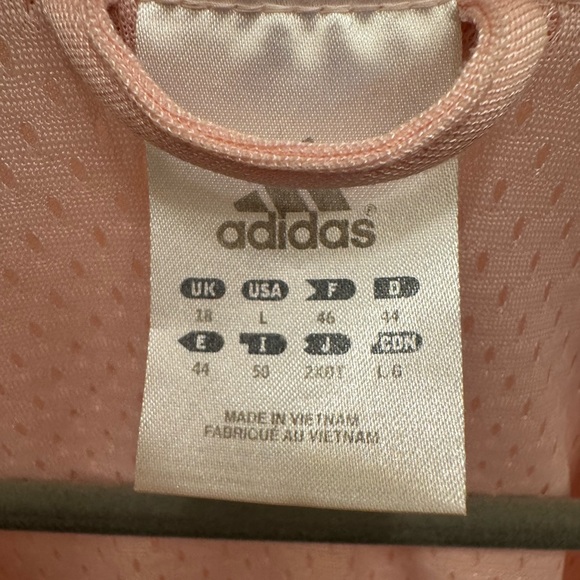 adidas
UK USA F D
18 L 46 44
E I J CDN
44 50 2XOT L G
MADE IN VIETNAM
FABRIQUÉ AU VIETNAM